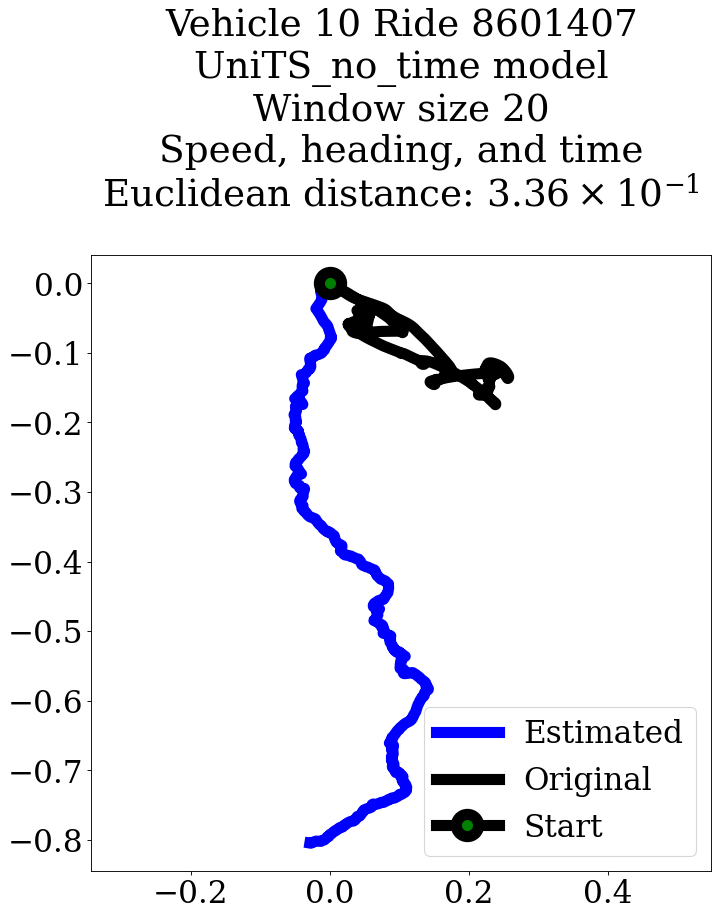 Vehicle 10 Ride 8601407
UniTS_no_time model
Window size 20
Speed, heading, and time
Euclidean distance: 3.36 × 10⁻¹
0.0
−0.1
−0.2
−0.3
−0.4
−0.5
−0.6
−0.7
−0.8
Estimated
Original
Start
−0.2 0.0 0.2 0.4